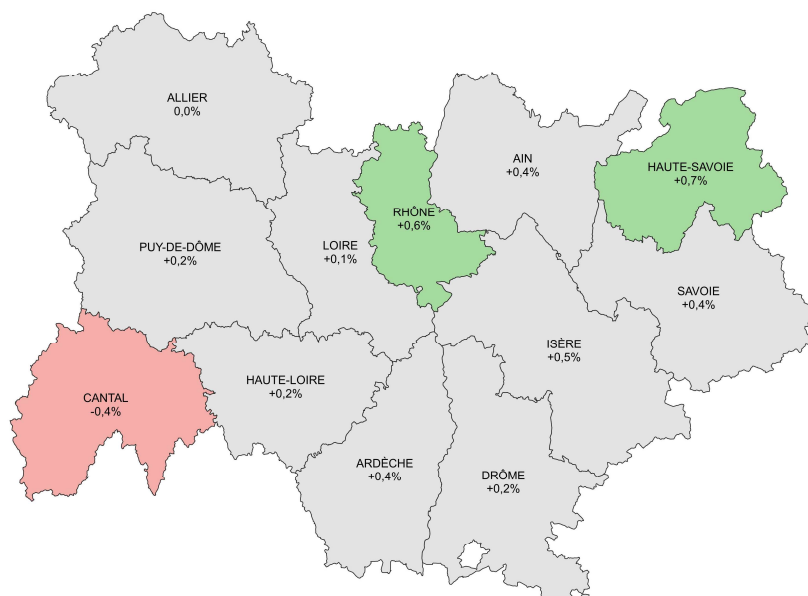 ALLIER
0,0%
AIN
+0,4%
HAUTE-SAVOIE
+0,7%
RHÔNE
+0,6%
PUY-DE-DÔME
+0,2%
LOIRE
+0,1%
SAVOIE
+0,4%
ISÈRE
+0,5%
HAUTE-LOIRE
+0,2%
CANTAL
-0,4%
ARDÈCHE
+0,4%
DRÔME
+0,2%